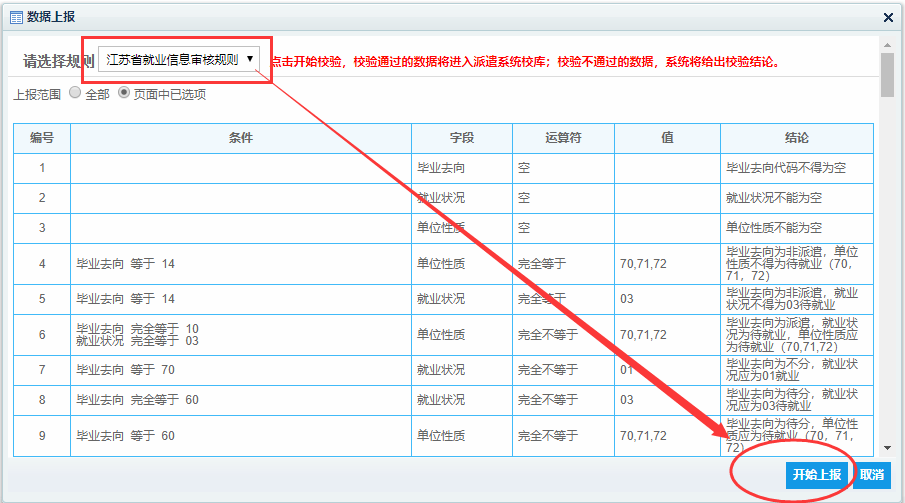 数据上报
请选择规则 江苏省就业信息审核规则 点击开始校验，校验通过的数据将进入派遣系统校库；校验不通过的数据，系统将给出校验结论。
上报范围 全部 页面中已选项
编号 条件 字段 运算符 值 结论
1 毕业去向 空 毕业去向代码不得为空
2 就业状况 空 就业状况不能为空
3 单位性质 空 单位性质不能为空
4 毕业去向 等于 14 单位性质 完全等于 70,71,72 毕业去向为非派遣，单位
性质不得为待就业（70，
71，72）
5 毕业去向 等于 14 就业状况 完全等于 03 毕业去向为非派遣，就业
状况不得为03待就业
6 毕业去向 完全等于 10
就业状况 完全等于 03 单位性质 完全不等于 70,71,72 毕业去向为派遣，就业状
况为待就业，单位性质应
为待就业（70,71,72）
7 毕业去向 等于 70 就业状况 完全不等于 01 毕业去向为不分，就业状
况应为01就业
8 毕业去向 完全等于 60 就业状况 完全不等于 03 毕业去向为待分，就业状
况应为03待就业
9 毕业去向 等于 60 单位性质 完全不等于 70,71,72 毕业去向为待分，单位性
质应为待就业（70，71，
72）
开始上报 取消